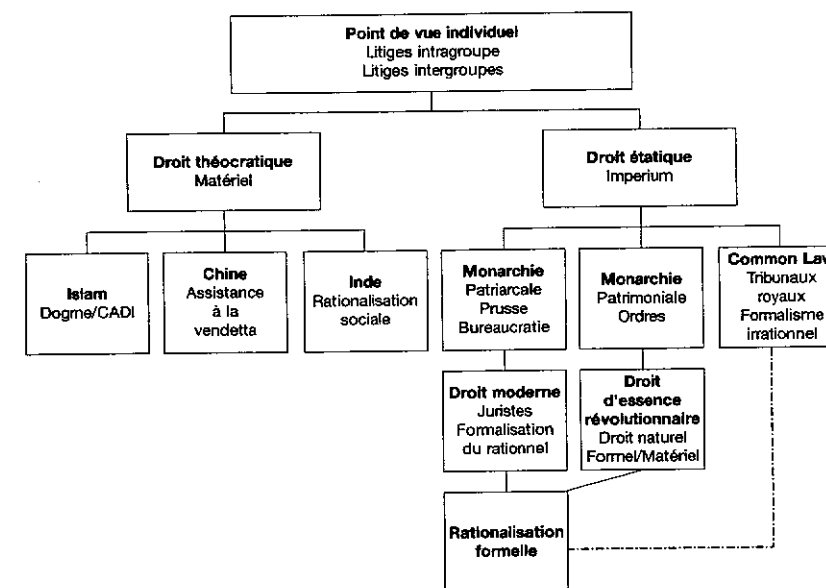 Point de vue individuel
Litiges intragroupe
Litiges intergroupes
Droit théocratique
Matériel
Droit étatique
Imperium
Islam
Dogme/CADI
Chine
Assistance
à la
vendetta
Inde
Rationalisation
sociale
Monarchie
Patriarcale
Prusse
Bureaucratie
Monarchie
Patrimoniale
Ordres
Common Law
Tribunaux
royaux
Formalisme
irrationnel
Droit moderne
Juristes
Formalisation
du rationnel
Droit
d'essence
révolutionnaire
Droit naturel
Formel/Matériel
Rationalisation
formelle